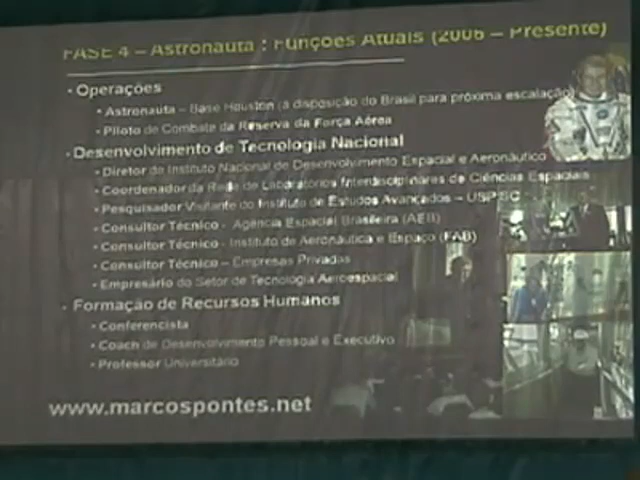 FASE 4 – Astronauta : Funções Atuais (2006 – Presente)
• Operações
• Astronauta – Base Houston (à disposição do Brasil para próxima escalação)
• Piloto de Combate da Reserva da Força Aérea
• Desenvolvimento de Tecnologia Nacional
• Diretor do Instituto Nacional de Desenvolvimento Espacial e Aeronáutico
• Coordenador da Rede de Laboratórios Interdisciplinares de Ciências Espaciais
• Pesquisador Visitante do Instituto de Estudos Avançados – USP SC
• Consultor Técnico - Agência Espacial Brasileira (AEB)
• Consultor Técnico - Instituto de Aeronáutica e Espaço (FAB)
• Consultor Técnico – Empresas Privadas
• Empresário do Setor de Tecnologia Aeroespacial
• Formação de Recursos Humanos
• Conferencista
• Coach de Desenvolvimento Pessoal e Executivo
• Professor Universitário
www.marcospontes.net